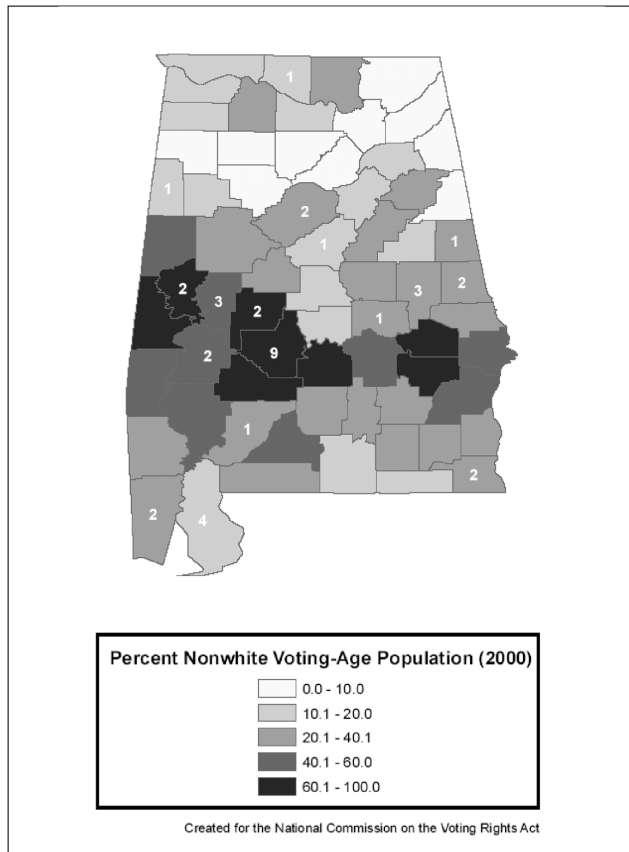 1
1
2
1
1
2
3
2
3
2
1
2
9
1
2
2
4
Percent Nonwhite Voting-Age Population (2000)
0.0 - 10.0
10.1 - 20.0
20.1 - 40.1
40.1 - 60.0
60.1 - 100.0
Created for the National Commission on the Voting Rights Act